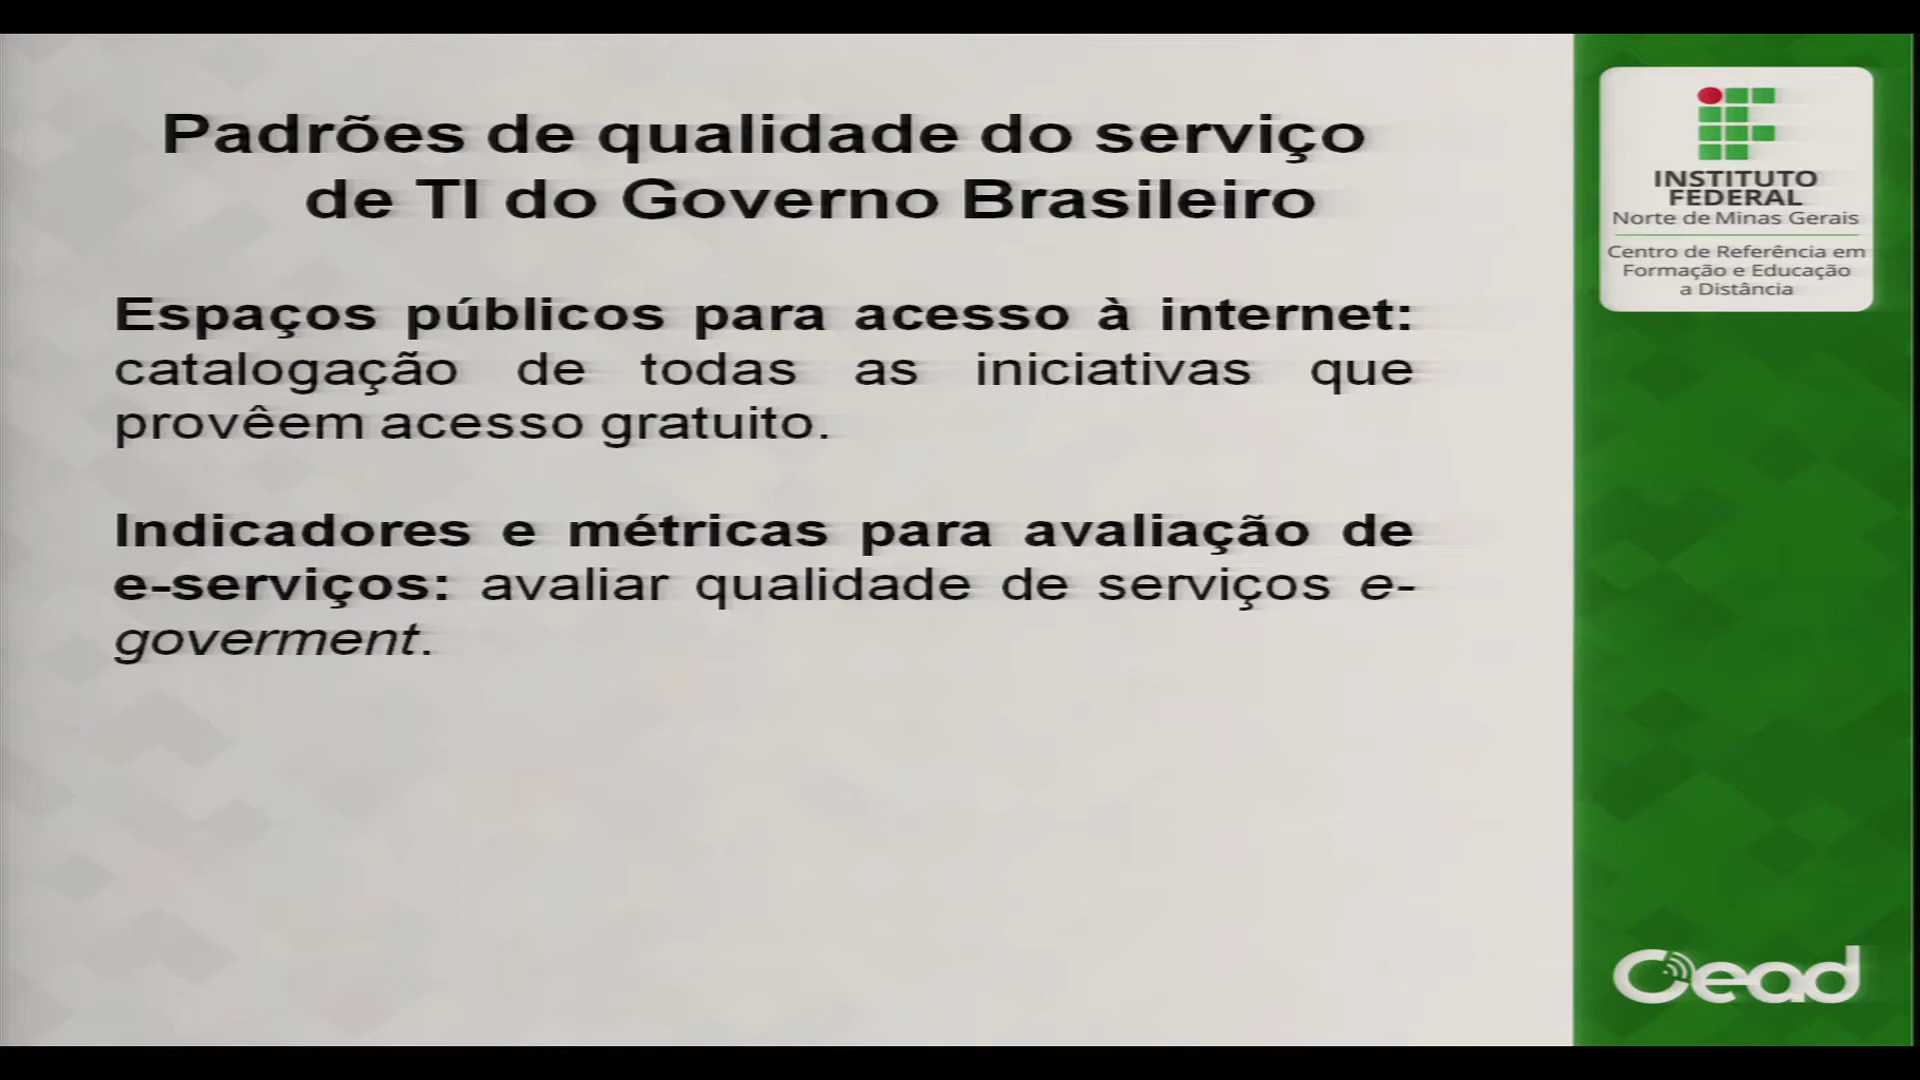 Padrões de qualidade do serviço
de TI do Governo Brasileiro
Espaços públicos para acesso à internet:
catalogação de todas as iniciativas que
provêem acesso gratuito.
Indicadores e métricas para avaliação de
e-serviços: avaliar qualidade de serviços e-
goverment.
INSTITUTO
FEDERAL
Norte de Minas Gerais
Centro de Referência em
Formação e Educação
a Distância
Cead